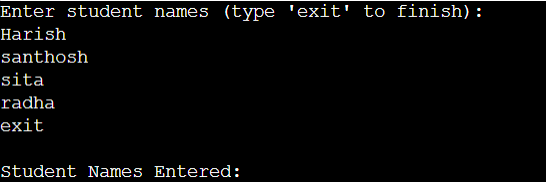 Enter student names (type 'exit' to finish):
Harish
santhosh
sita
radha
exit
Student Names Entered: